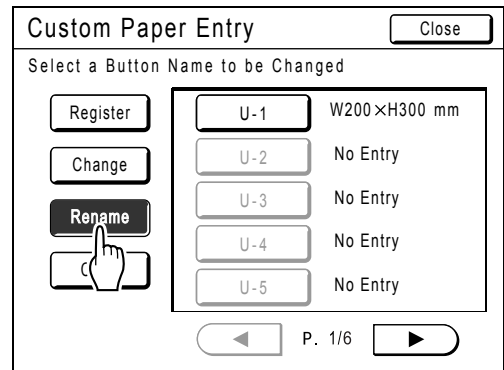 Custom Paper Entry Close
Select a Button Name to be Changed
Register U-1 W200×H300 mm
Change U-2 No Entry
Rename U-3 No Entry
U-4 No Entry
U-5 No Entry
P. 1/6